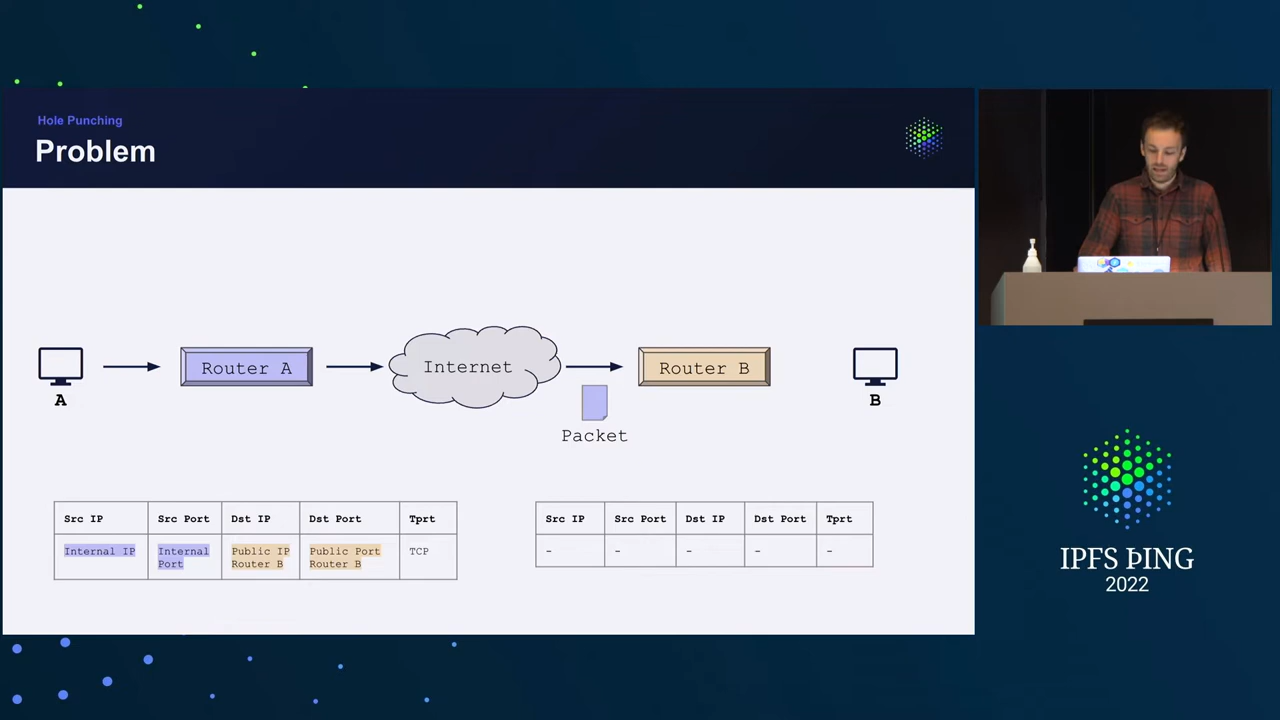 Hole Punching
Problem
Router A
Internet
Router B
A
B
Packet
Src IP Src Port Dst IP Dst Port Tprt
Internal IP Internal Port Public IP Router B Public Port Router B TCP
Src IP Src Port Dst IP Dst Port Tprt
- - - - -
IPFS ÞING
2022